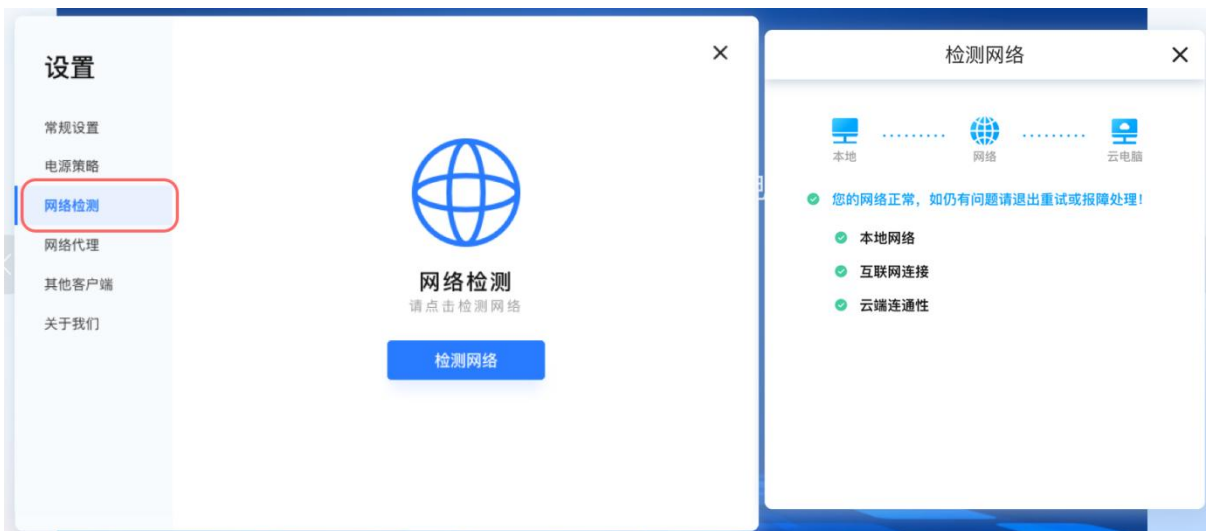 设置
常规设置
电源策略
网络检测
网络代理
其他客户端
关于我们
网络检测
请点击检测网络
检测网络
检测网络
本地
网络
云电脑
您的网络正常，如仍有问题请退出重试或报障处理！
本地网络
互联网连接
云端连通性